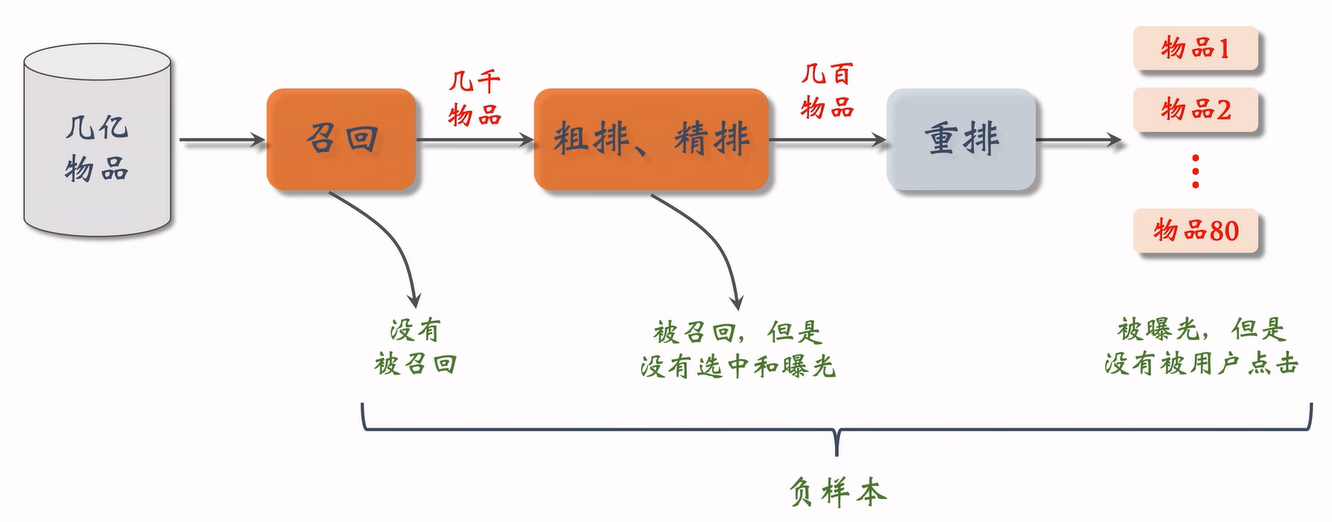 几亿
物品
召回
几千
物品
粗排、精排
几百
物品
重排
物品1
物品2
物品80
没有
被召回
被召回，但是
没有选中和曝光
被曝光，但是
没有被用户点击
负样本